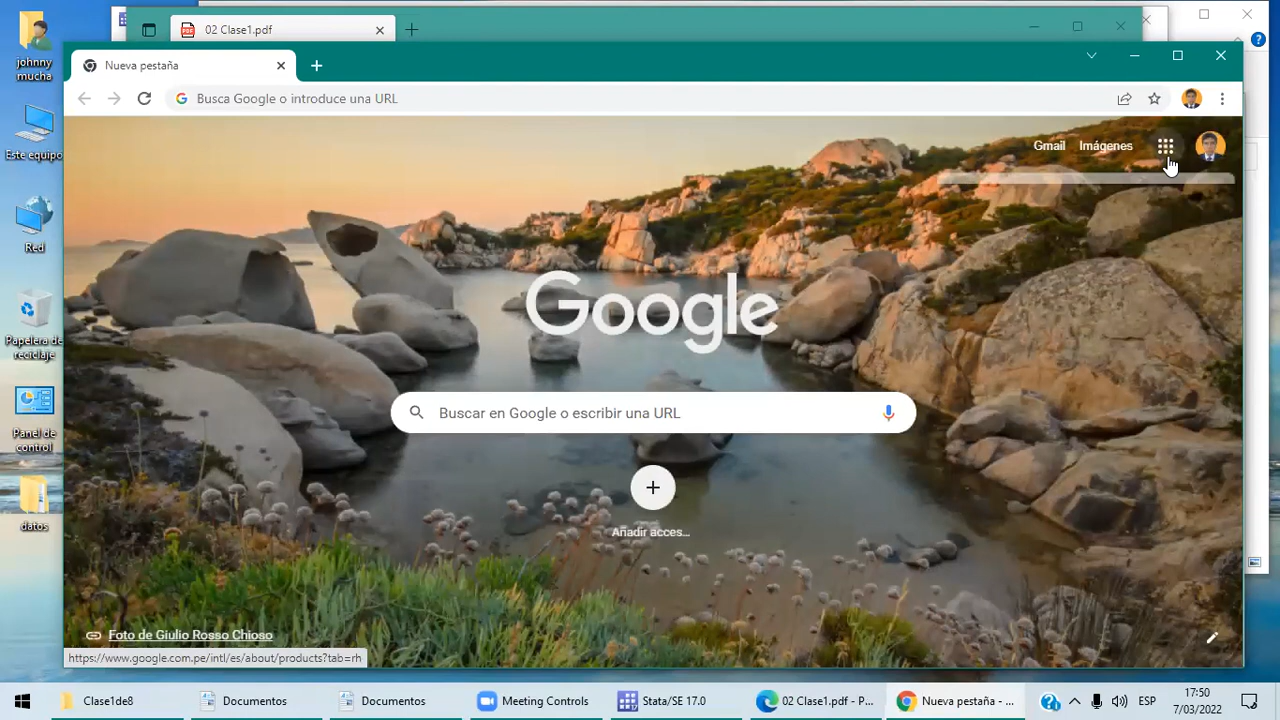 johnny
mucha
Este equipo
Red
Papelera de
reciclaje
Panel de
control
datos
02 Clase1.pdf
Nueva pestaña
Busca Google o introduce una URL
Gmail
Imágenes
Google
Buscar en Google o escribir una URL
Añadir acces...
Foto de Giulio Rosso Chioso
https://www.google.com.pe/intl/es/about/products?tab=rh
Clase1de8
Documentos
Documentos
Meeting Controls
Stata/SE 17.0
02 Clase1.pdf - P...
Nueva pestaña - ...
ESP
17:50
7/03/2022